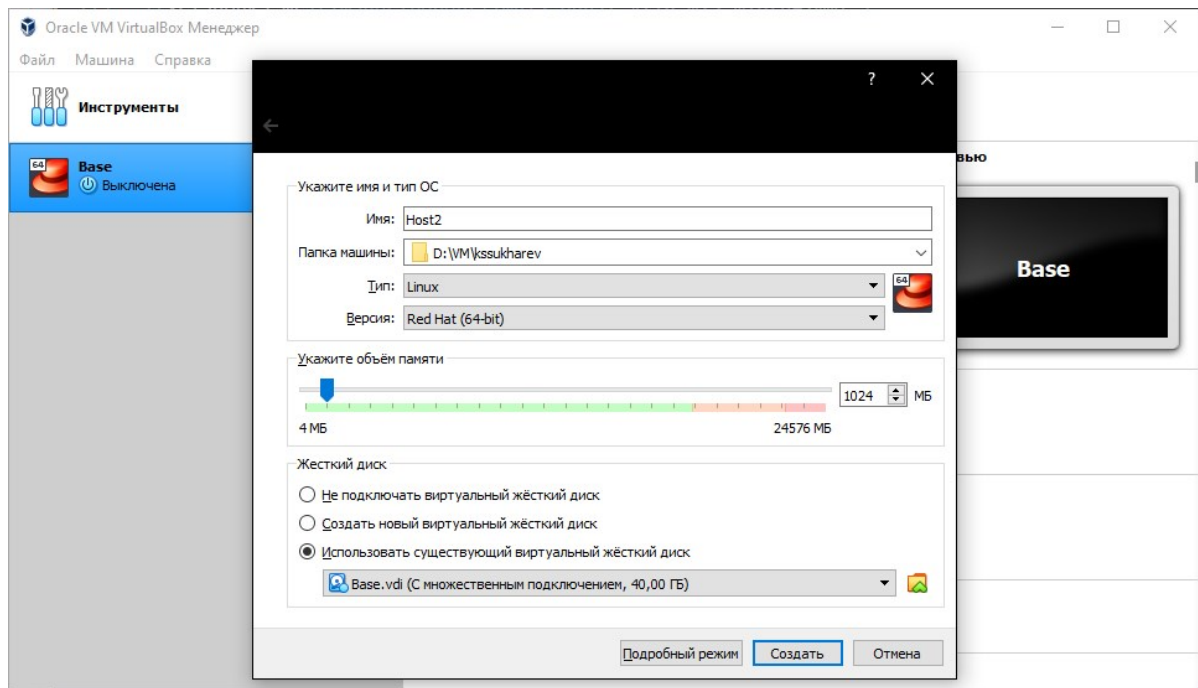 Oracle VM VirtualBox Менеджер
Файл Машина Справка
Инструменты
64
Base
Выключена
вью
Base
?
Укажите имя и тип ОС
Имя: Host2
Папка машины: D:\VM\kssukharev
Тип: Linux
64
Версия: Red Hat (64-bit)
Укажите объём памяти
1024 МБ
4 МБ 24576 МБ
Жесткий диск
Не подключать виртуальный жёсткий диск
Создать новый виртуальный жёсткий диск
Использовать существующий виртуальный жёсткий диск
Base.vdi (С множественным подключением, 40,00 ГБ)
Подробный режим Создать Отмена